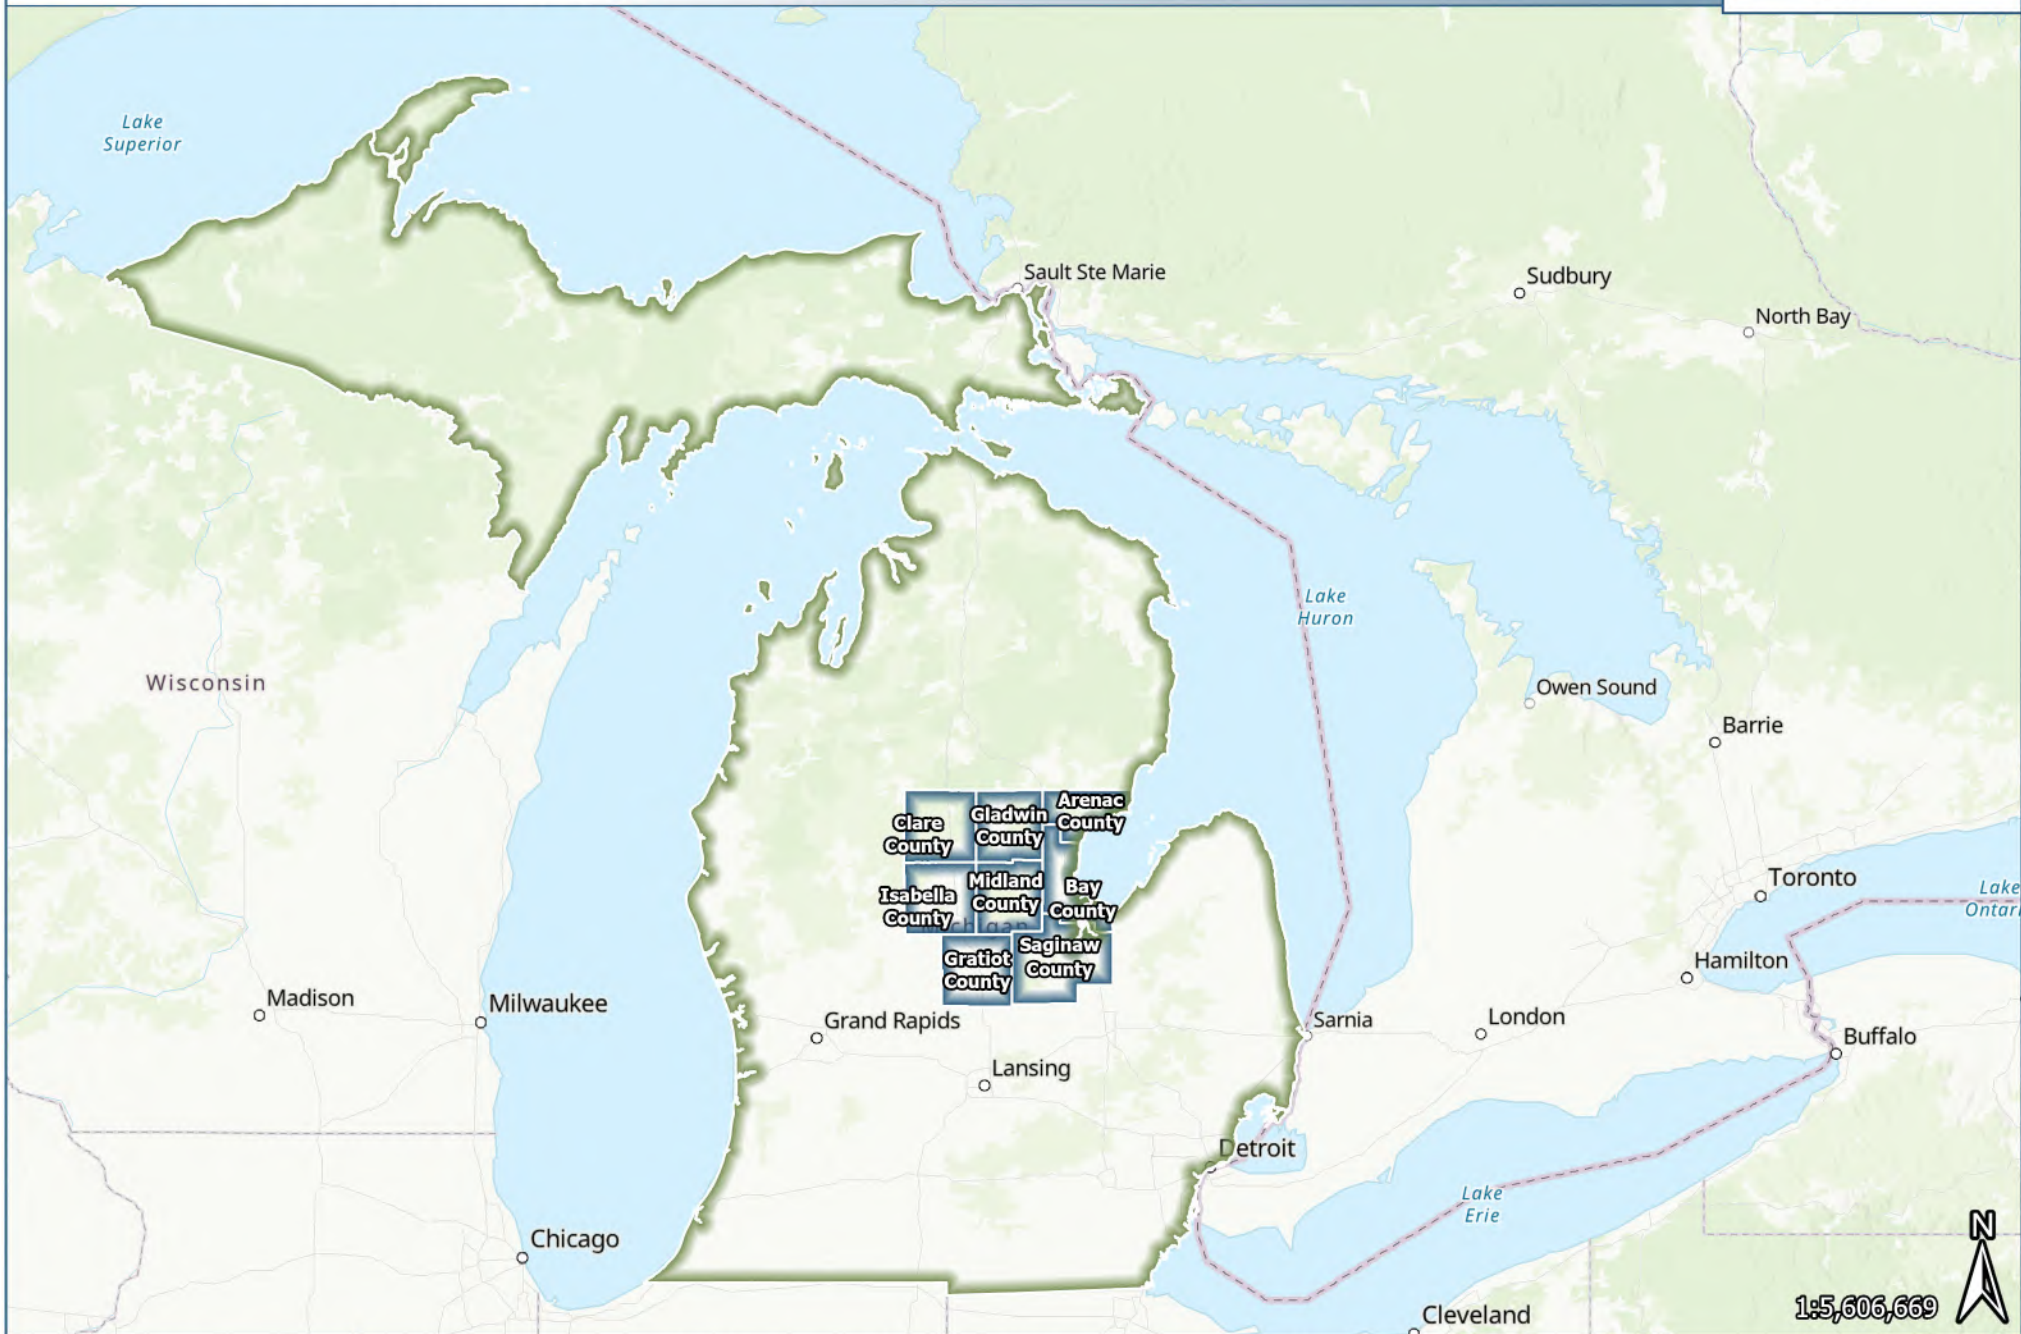 Lake
Superior
Sault Ste Marie
Sudbury
North Bay
Lake
Huron
Wisconsin
Owen Sound
Barrie
Arenac
County
Gladwin
County
Clare
County
Midland
County
Bay
County
Isabella
County
Michigan
Toronto
Lake
Saginaw
County
Gratiot
County
Hamilton
Madison
Milwaukee
Grand Rapids
Sarnia
London
Buffalo
Lansing
Detroit
Lake
Erie
Chicago
N
1:5,606,669
Cleveland